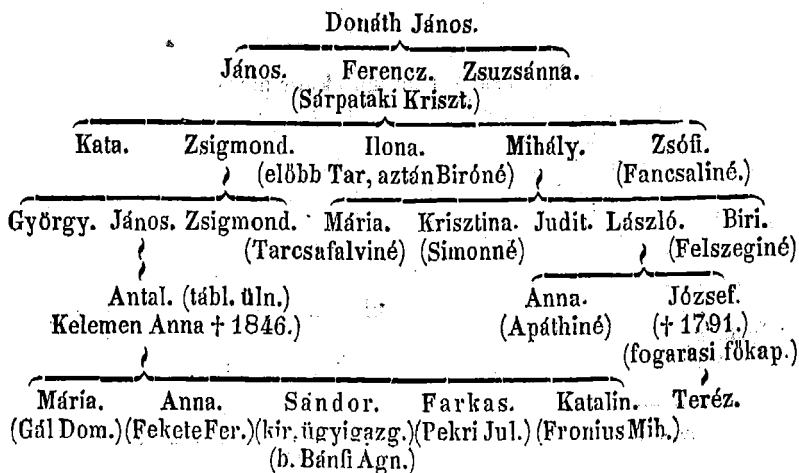 Donáth János.
János. Ferencz. Zsuzsánna.
(Sárpataki Kriszt.)
Kata. Zsigmond. Ilona. Mihály. Zsófi.
(előbb Tar, aztán Biróné) (Fancsaliné.)
György. János. Zsigmond. Mária. Krisztina. Judit. László. Biri.
(Tarcsafalviné) (Simonné) (Felszeginé)
Antal. (tábl. üln.) Anna. József.
Kelemen Anna † 1846.) (Apáthiné) († 1791.)
(fogarasi főkap.)
Mária. Anna. Sándor. Farkas. Katalin. Teréz.
(Gál Dom.) (Fekete Fer.) (kir. ügyigazg.) (Pekri Jul.) (Fronius Mih.)
(b. Bánfi Ágn.)